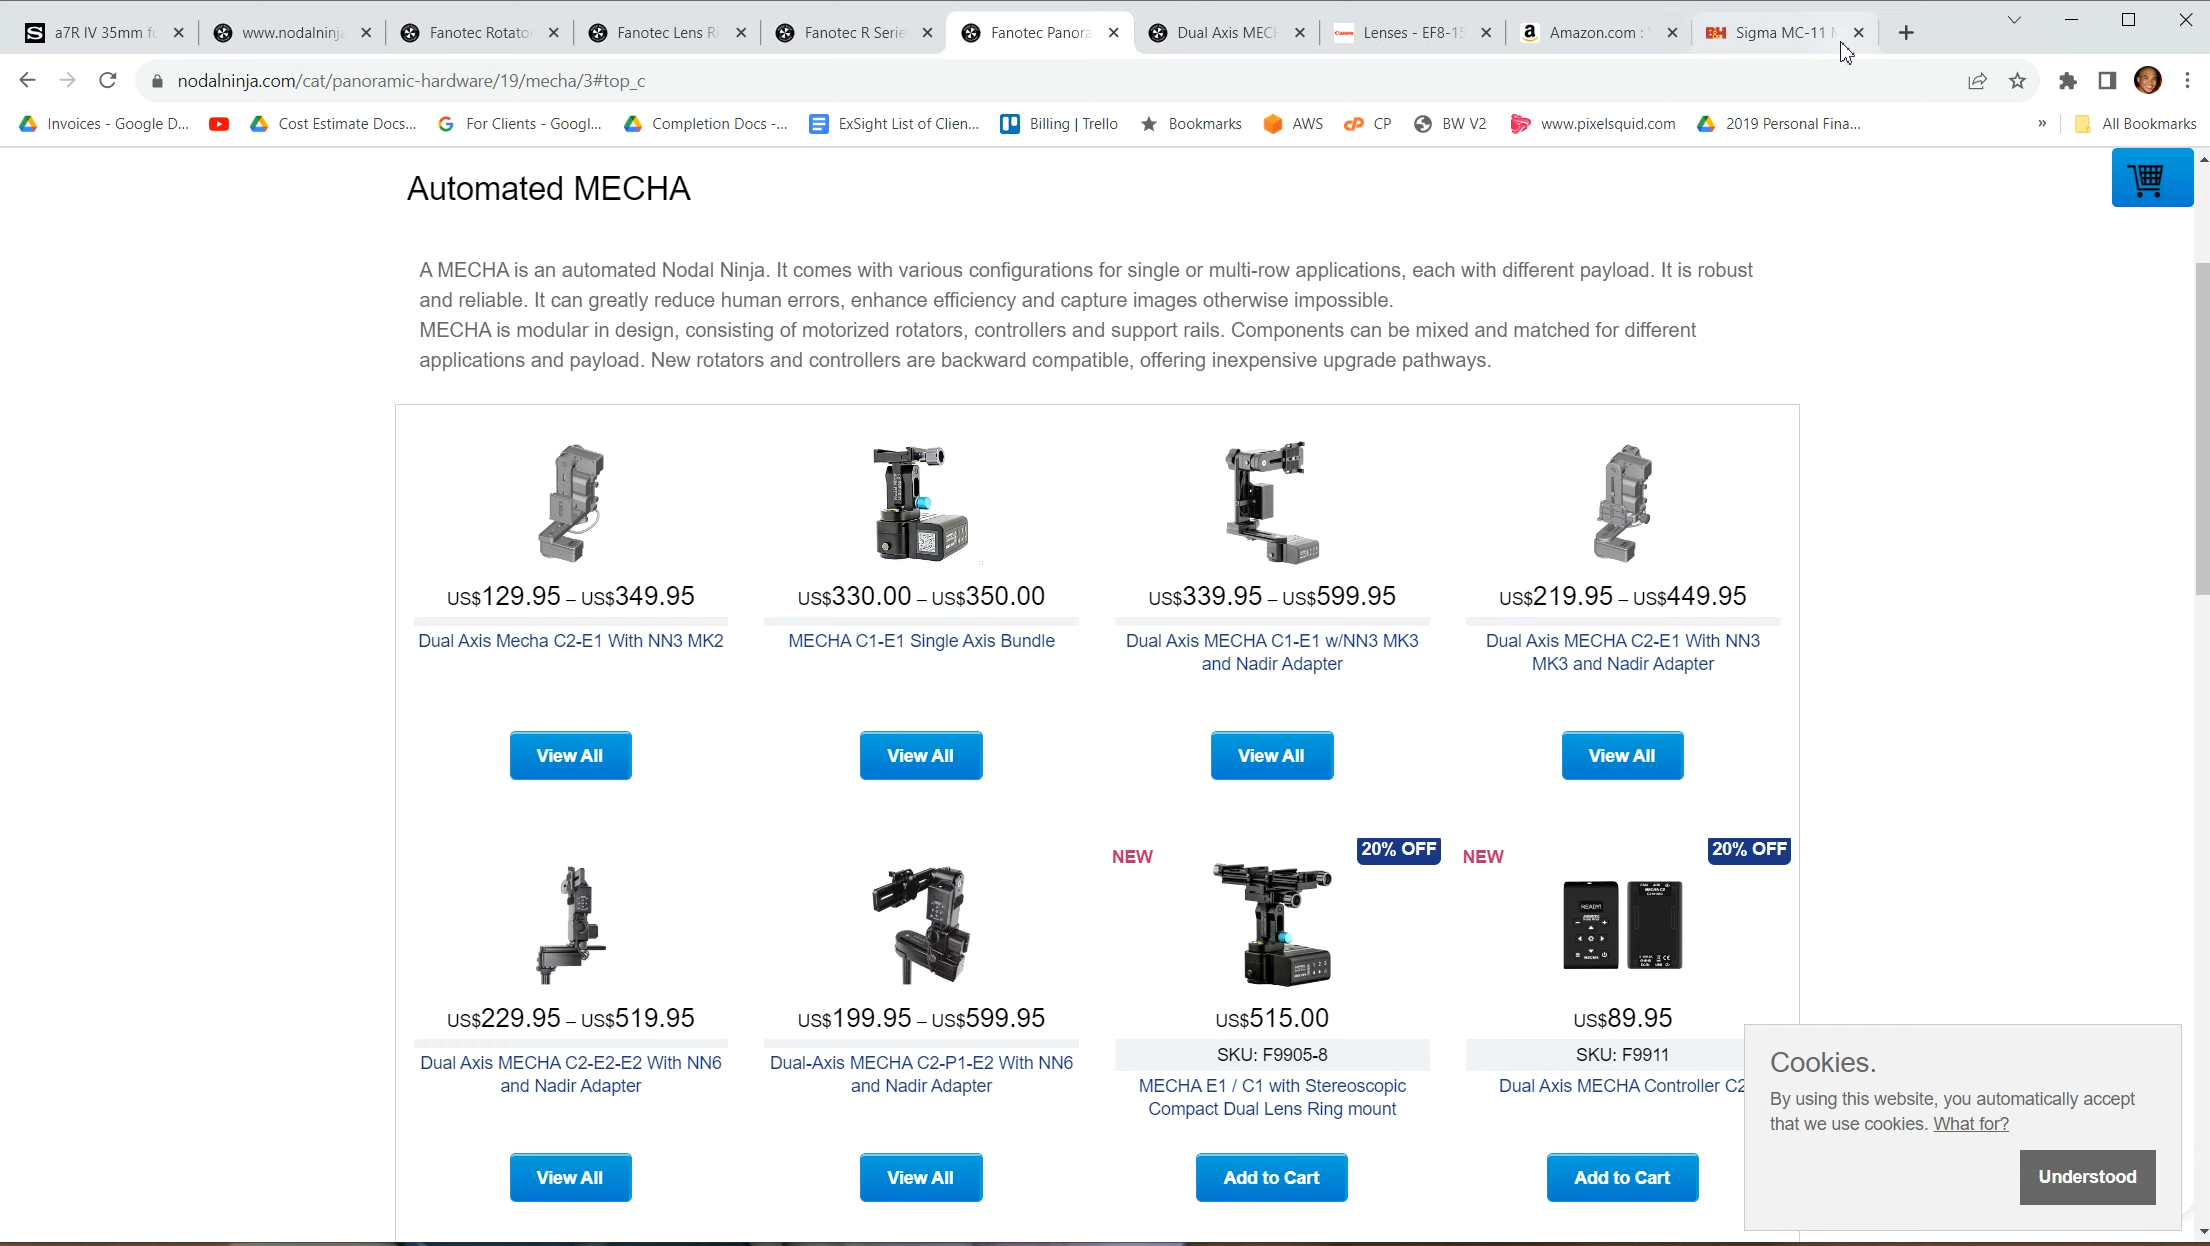 a7R IV 35mm fu
www.nodalninja
Fanotec Rotato
Fanotec Lens Ri
Fanotec R Serie
Fanotec Panora
Dual Axis MECH
Canon
Lenses - EF8-15
Amazon.com :
B&H
Sigma MC-11
nodalninja.com/cat/panoramic-hardware/19/mecha/3#top_c
Invoices - Google D...
Cost Estimate Docs...
For Clients - Googl...
Completion Docs -...
ExSight List of Clien...
Billing | Trello
Bookmarks
AWS
CP
BW V2
www.pixelsquid.com
2019 Personal Fina...
»
All Bookmarks
Automated MECHA
A MECHA is an automated Nodal Ninja. It comes with various configurations for single or multi-row applications, each with different payload. It is robust
and reliable. It can greatly reduce human errors, enhance efficiency and capture images otherwise impossible.
MECHA is modular in design, consisting of motorized rotators, controllers and support rails. Components can be mixed and matched for different
applications and payload. New rotators and controllers are backward compatible, offering inexpensive upgrade pathways.
US$129.95 – US$349.95
Dual Axis Mecha C2-E1 With NN3 MK2
View All
US$330.00 – US$350.00
MECHA C1-E1 Single Axis Bundle
View All
US$339.95 – US$599.95
Dual Axis MECHA C1-E1 w/NN3 MK3
and Nadir Adapter
View All
US$219.95 – US$449.95
Dual Axis MECHA C2-E1 With NN3
MK3 and Nadir Adapter
View All
US$229.95 – US$519.95
Dual Axis MECHA C2-E2-E2 With NN6
and Nadir Adapter
View All
US$199.95 – US$599.95
Dual-Axis MECHA C2-P1-E2 With NN6
and Nadir Adapter
View All
NEW
20% OFF
US$515.00
SKU: F9905-8
MECHA E1 / C1 with Stereoscopic
Compact Dual Lens Ring mount
Add to Cart
NEW
20% OFF
READY!
MECHA
US$89.95
SKU: F9911
Dual Axis MECHA Controller C2
Add to Cart
Cookies.
By using this website, you automatically accept
that we use cookies. What for?
Understood